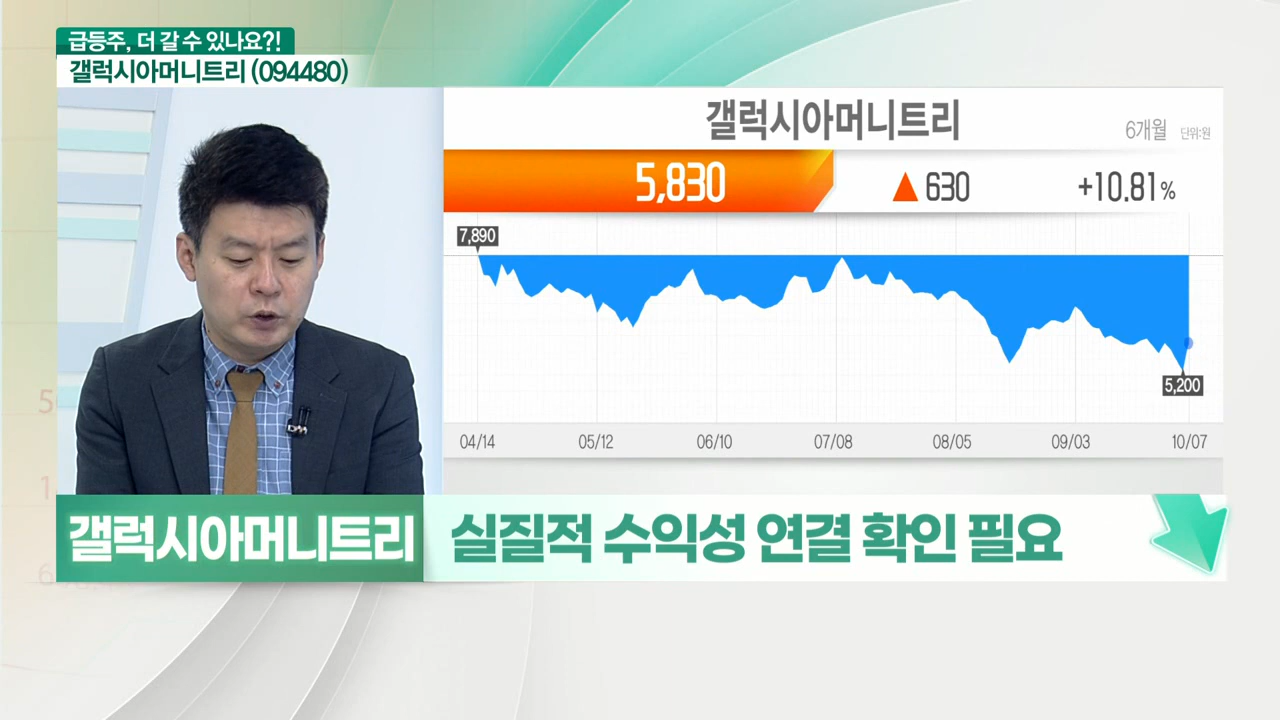 급등주, 더 갈 수 있나요?!
갤럭시아머니트리 (094480)
갤럭시아머니트리
6개월 단위:원
5,830 ▲ 630 +10.81%
7,890
5,200
04/14 05/12 06/10 07/08 08/05 09/03 10/07
갤럭시아머니트리 실질적 수익성 연결 확인 필요